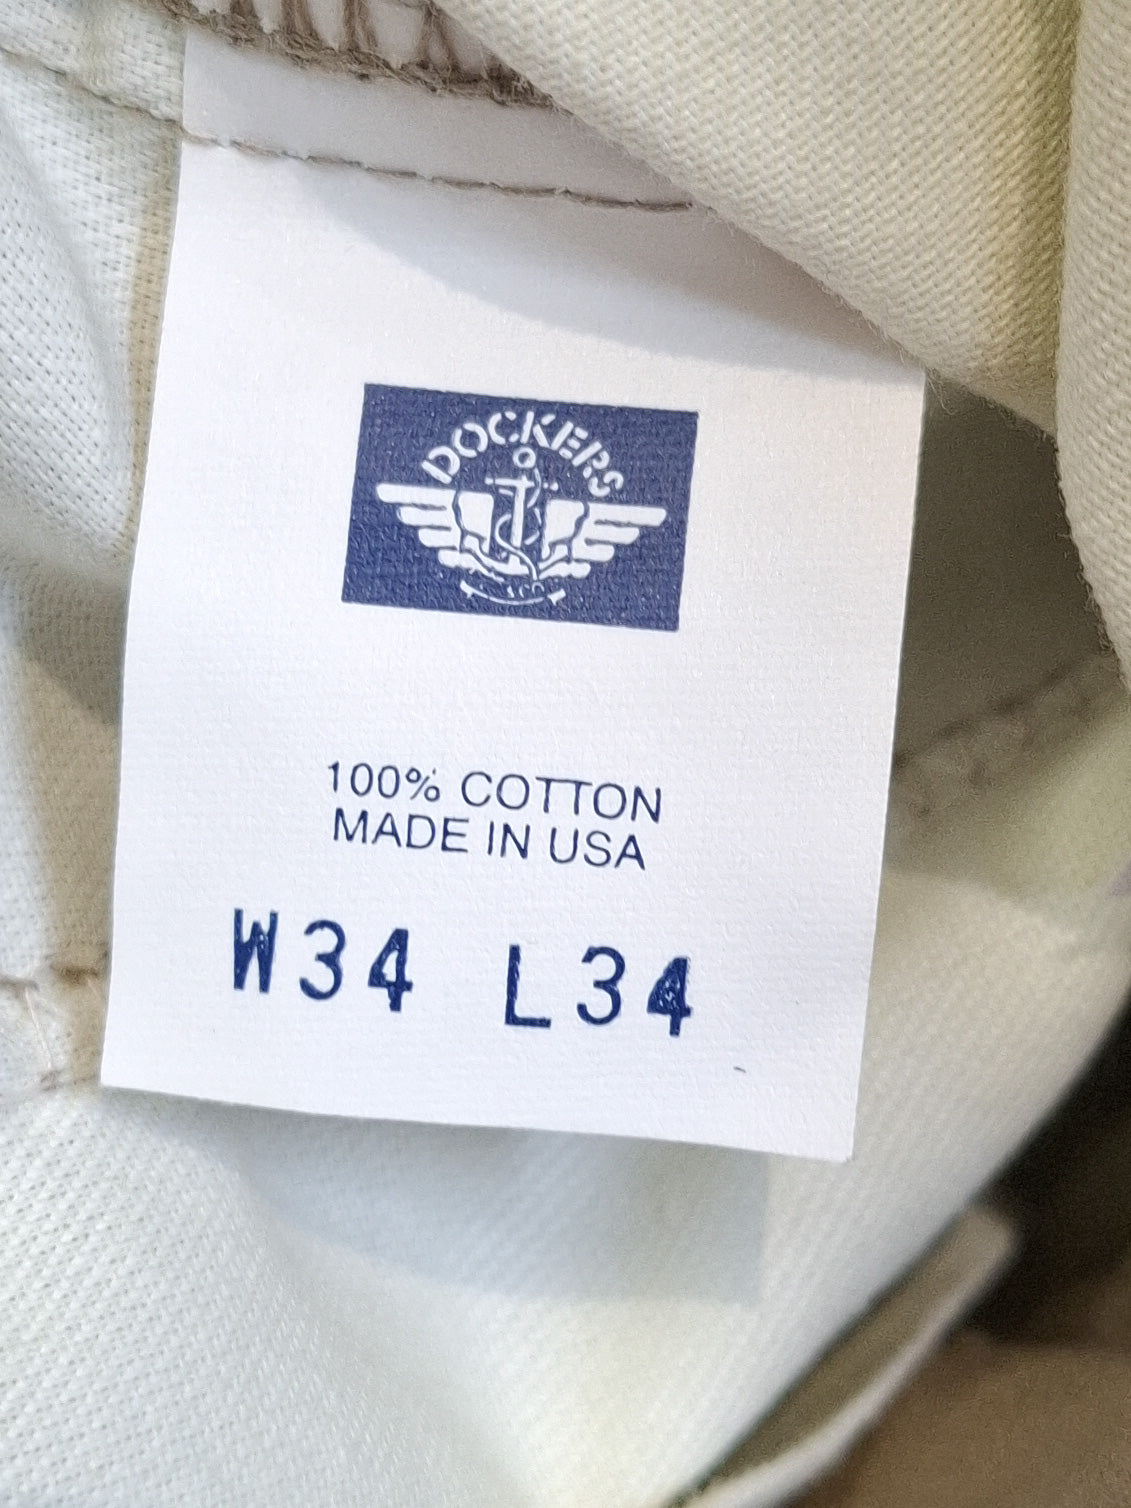 DOCKERS
100% COTTON
MADE IN USA
W34 L34